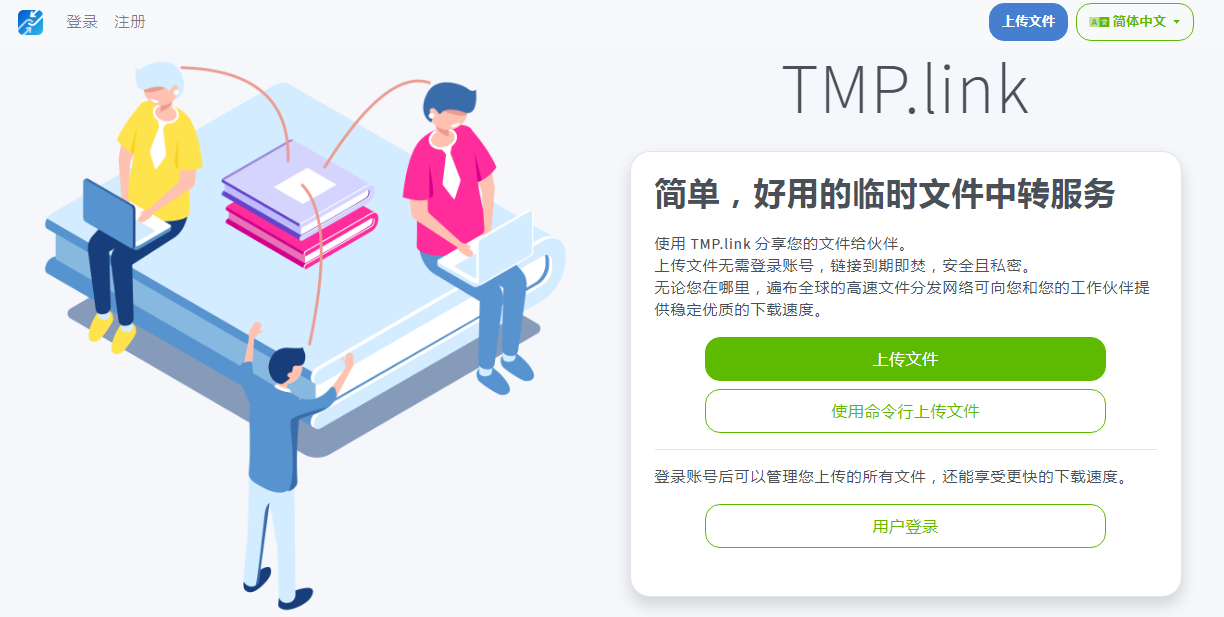 登录 注册 上传文件 简体中文
TMP.link
简单，好用的临时文件中转服务
使用 TMP.link 分享您的文件给伙伴。
上传文件无需登录账号，链接到期即焚，安全且私密。
无论您在哪里，遍布全球的高速文件分发网络可向您和您的工作伙伴提
供稳定优质的下载速度。
上传文件
使用命令行上传文件
登录账号后可以管理您上传的所有文件，还能享受更快的下载速度。
用户登录